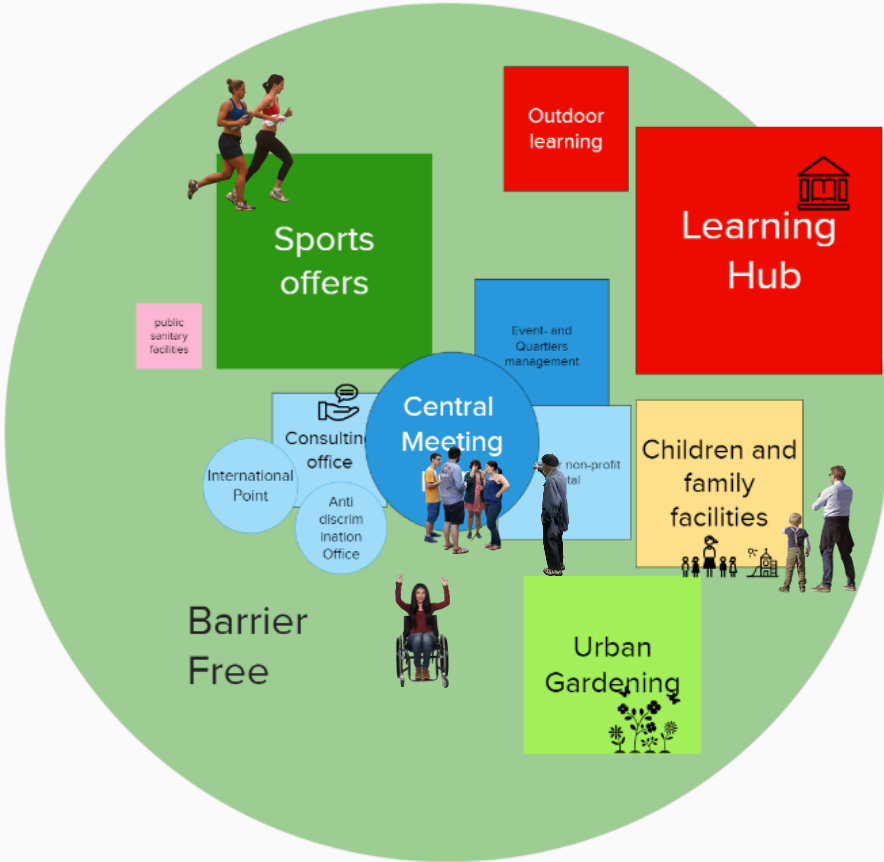 Outdoor
learning
Learning
Hub
Sports
offers
public
sanitary
facilities
Event- and
Quartiers
management
Central
Meeting
Consulting
office
International
Point
Anti
discrim
ination
Office
non-profit
Children and
family
facilities
Barrier
Free
Urban
Gardening